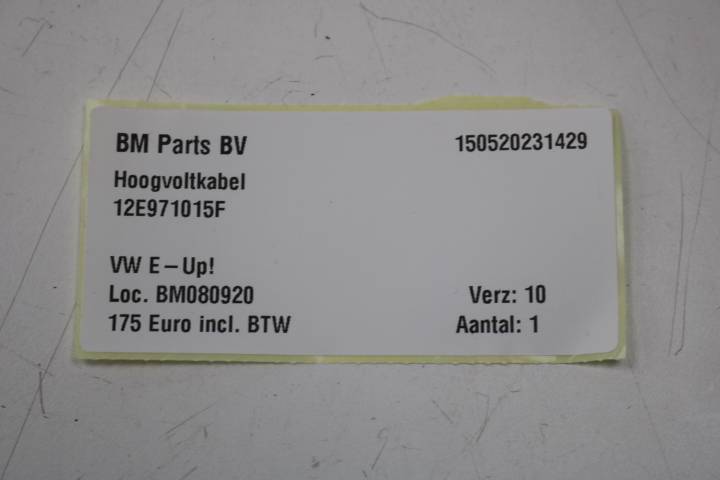 BM Parts BV 150520231429
Hoogvoltkabel
12E971015F
VW E-Up!
Loc. BM080920 Verz: 10
175 Euro incl. BTW Aantal: 1